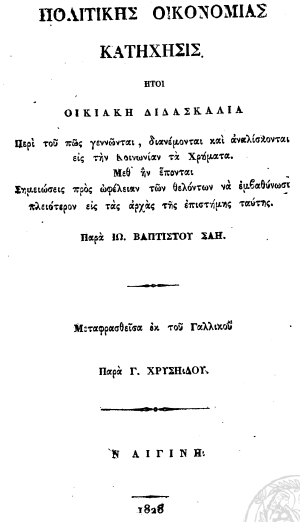 ΠΟΛΙΤΙΚΗΣ ΟΙΚΟΝΟΜΙΑΣ
ΚΑΤΗΧΗΣΙΣ
ΗΤΟΙ
ΟΙΚΙΑΚΗ ΔΙΔΑΣΚΑΛΙΑ
Περὶ τοῦ πῶς γεννῶνται, διανέμονται καὶ ἀναλίσκονται
εἰς τὴν Κοινωνίαν τὰ Χρήματα.
Μεθ' ἣν ἕπονται
Σημειώσεις πρὸς ὠφέλειαν τῶν θελόντων νὰ ἐμβαθύνωσι
πλειότερον εἰς τὰς ἀρχὰς τῆς ἐπιστήμης ταύτης.
Παρὰ ΙΩ. ΒΑΠΤΙΣΤΟΥ ΣΑΗ.
Μεταφρασθεῖσα ἐκ τοῦ Γαλλικοῦ
Παρὰ Γ. ΧΡΥΣΗΙΔΟΥ.
Ν ΑΙΓΙΝΗ
1828